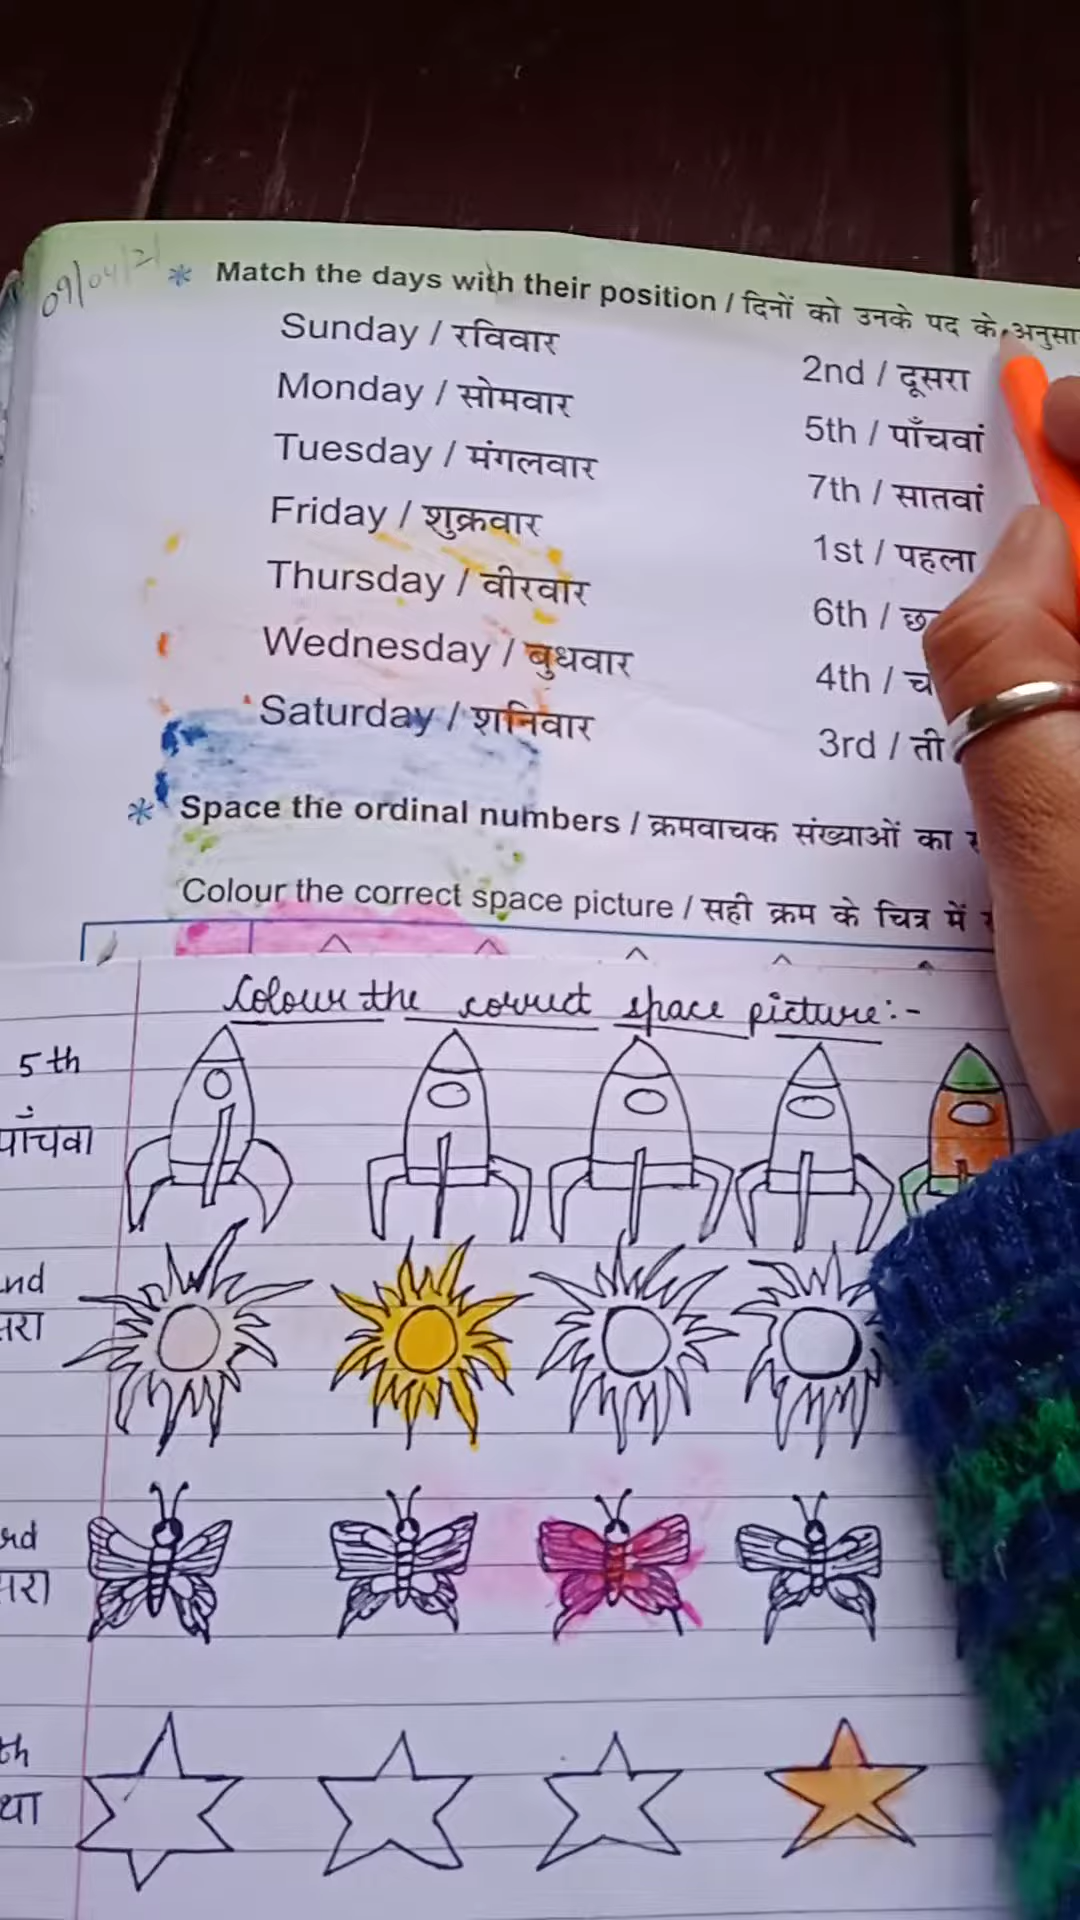 09/04/21
* Match the days with their position / दिनों को उनके पद के अनुसा
Sunday / रविवार
2nd / दूसरा
Monday / सोमवार
5th / पाँचवां
Tuesday / मंगलवार
7th / सातवां
Friday / शुक्रवार
1st / पहला
Thursday / वीरवार
6th / छ
Wednesday / बुधवार
4th / च
Saturday / शनिवार
3rd / ती
* Space the ordinal numbers / क्रमवाचक संख्याओं का
Colour the correct space picture / सही क्रम के चित्र में
Colour the correct space picture:-
5th
पाँचवा
nd
सरा
rd
सरा
th
था